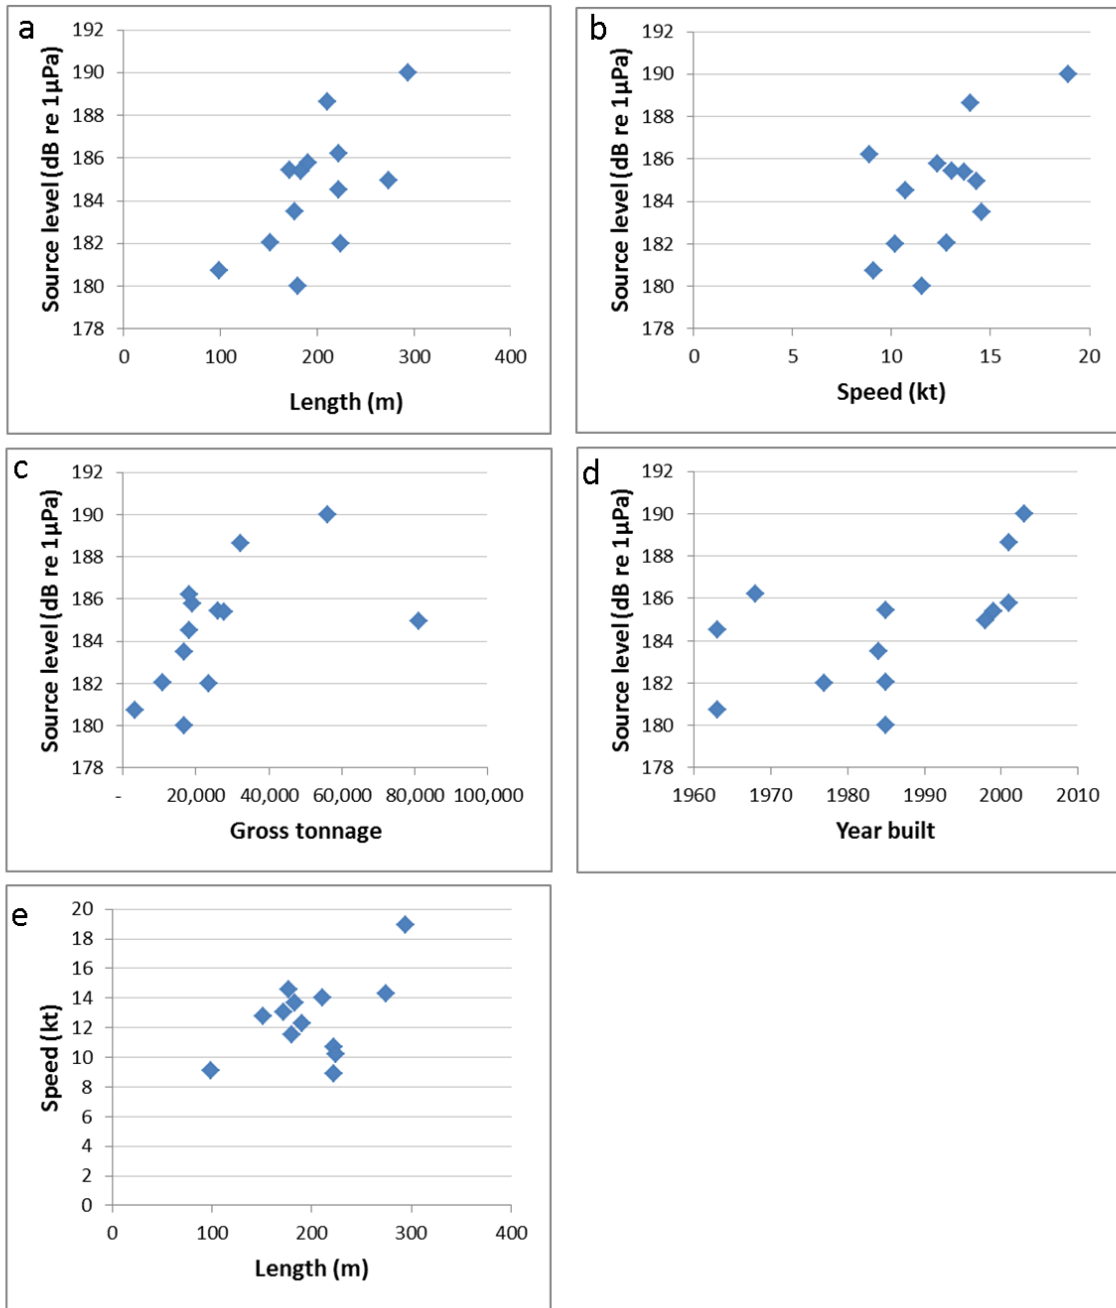 a
Source level (dB re 1µPa)
192
190
188
186
184
182
180
178
0 100 200 300 400
Length (m)
b
Source level (dB re 1µPa)
192
190
188
186
184
182
180
178
0 5 10 15 20
Speed (kt)
c
Source level (dB re 1µPa)
192
190
188
186
184
182
180
178
- 20,000 40,000 60,000 80,000 100,000
Gross tonnage
d
Source level (dB re 1µPa)
192
190
188
186
184
182
180
178
1960 1970 1980 1990 2000 2010
Year built
e
Speed (kt)
20
18
16
14
12
10
8
6
4
2
0
0 100 200 300 400
Length (m)